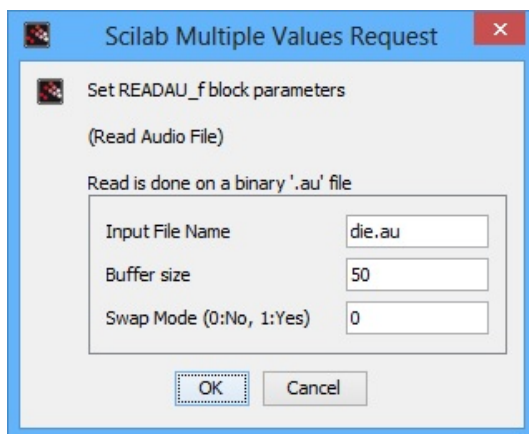 Scilab Multiple Values Request
Set READAU_f block parameters
(Read Audio File)
Read is done on a binary '.au' file
Input File Name die.au
Buffer size 50
Swap Mode (0:No, 1:Yes) 0
OK Cancel